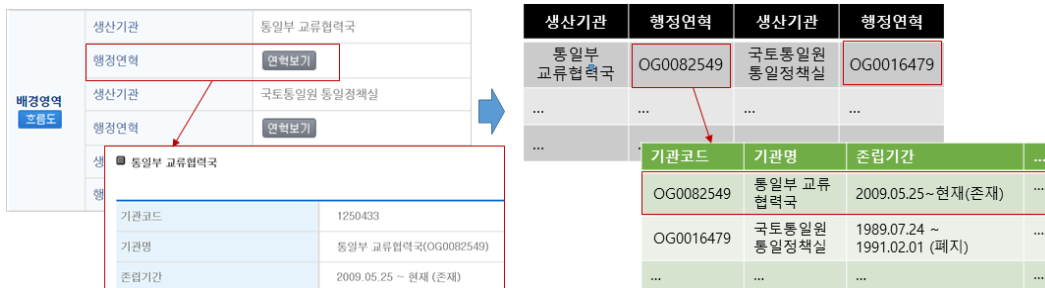 배경영역
흐름도
생산기관 통일부 교류협력국
행정연혁 연혁보기
생산기관 국토통일원 통일정책실
행정연혁 연혁보기
생
행
통일부 교류협력국
기관코드 1250433
기관명 통일부 교류협력국(OG0082549)
존립기간 2009.05.25 ~ 현재 (존재)
생산기관 행정연혁 생산기관 행정연혁
통일부
교류협력국
OG0082549
국토통일원
통일정책실
OG0016479
... ... ... ...
...
기관코드 기관명 존립기간 ...
OG0082549
통일부 교류
협력국
2009.05.25~현재(존재)
...
OG0016479
국토통일원
통일정책실
1989.07.24 ~
1991.02.01 (폐지)
...
... ... ... ...